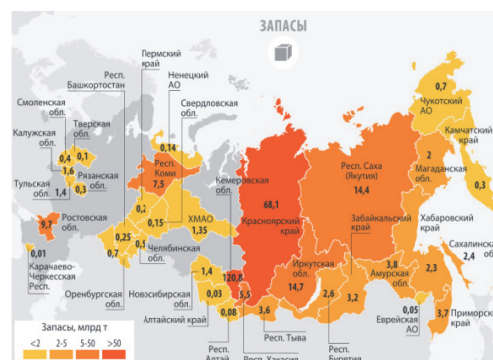 ЗАПАСЫ
Пермский
край
Респ.
Башкортостан
Ненецкий
АО
Смоленская
обл.
Свердловская
обл.
Тверская
обл.
Калужская
обл.
0,4
0,1
0,14
1,6
Рязанская
обл.
0,3
Тульская
обл.
1,4
Респ.
Коми
7,5
Кемеровская
обл.
0,7
Чукотский
АО
Камчатский
край
0,3
2
Магаданская
обл.
Респ. Саха
(Якутия)
14,4
68,1
Красноярский
край
9,7
Ростовская
обл.
0,15
ХМАО
1,35
Забайкальский
край
Хабаровский
край
Сахалинская
2,4
0,01
Карачаево-
Черкесская
Респ.
0,25
0,7
Челябинская
обл.
Оренбургская
обл.
1,4
Новосибирская
обл.
0,03
Алтайский край
0,08
120,8
5,5
Иркутская
обл.
14,7
3,6
2,6
3,2
3,8
Амурская
обл.
2,3
0,05
Еврейская
АО
3,7
Приморский
край
Респ. Тыва
Респ.
Алтай
Респ. Хакасия
Респ.
Бурятия
Запасы, млрд т
<2
2-5
5-50
>50